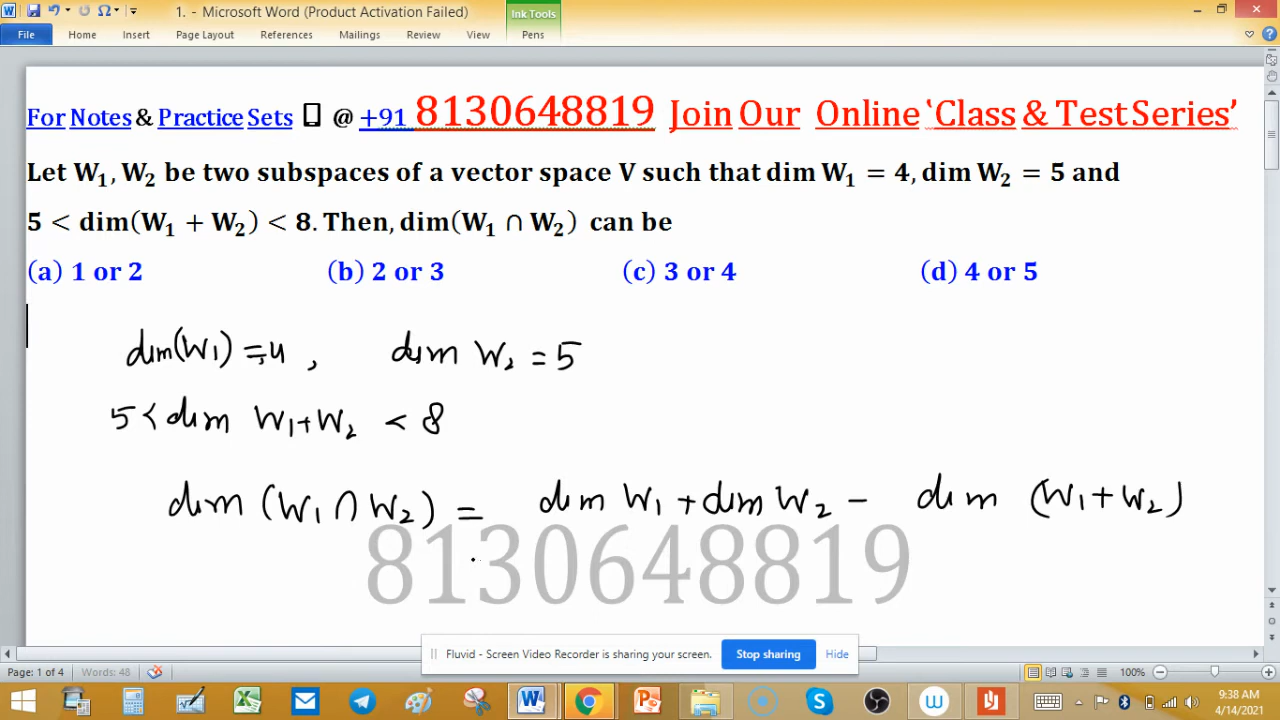 1. - Microsoft Word (Product Activation Failed)
Ink Tools
File Home Insert Page Layout References Mailings Review View Pens
For Notes & Practice Sets @ +91 8130648819 Join Our Online ‘Class & Test Series’
Let W₁, W₂ be two subspaces of a vector space V such that dim W₁ = 4, dim W₂ = 5 and
5 < dim(W₁ + W₂) < 8. Then, dim(W₁ ∩ W₂) can be
(a) 1 or 2 (b) 2 or 3 (c) 3 or 4 (d) 4 or 5
dim(W₁) = 4, dim W₂ = 5
5 < dim W₁+W₂ < 8
dim (W₁ ∩ W₂) = dim W₁ + dim W₂ - dim (W₁+W₂)
8130648819
Fluvid - Screen Video Recorder is sharing your screen. Stop sharing Hide
Page: 1 of 4 Words: 48 100%
9:38 AM
4/14/2021